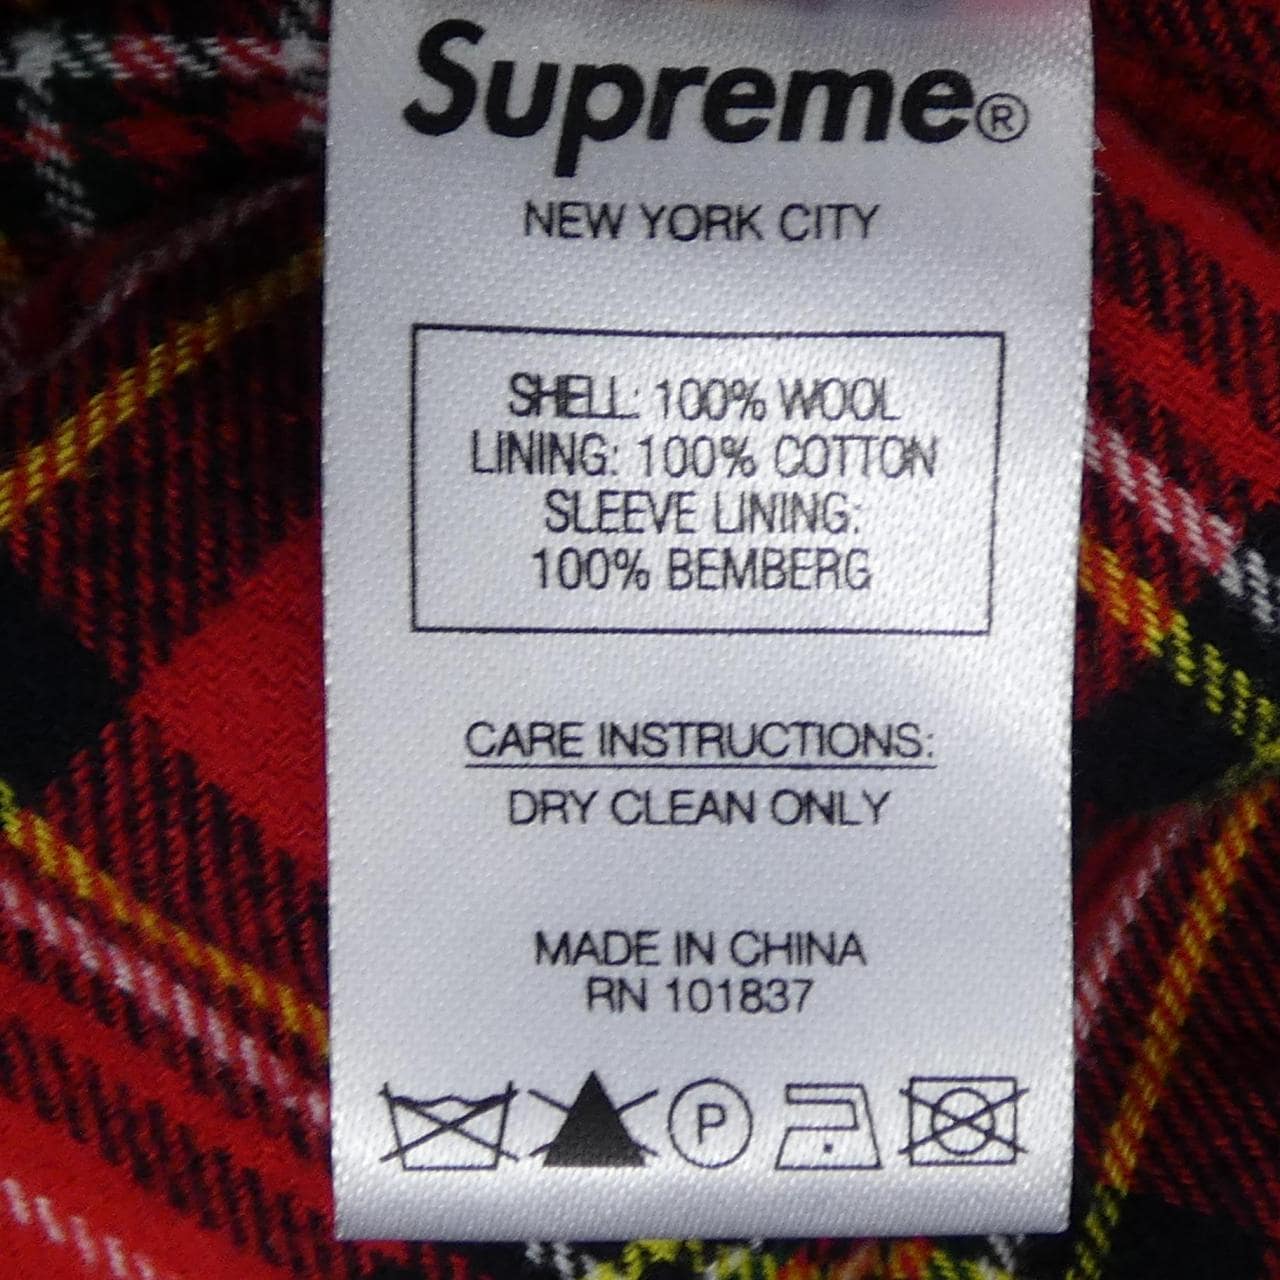 Supreme®
NEW YORK CITY
SHELL: 100% WOOL
LINING: 100% COTTON
SLEEVE LINING:
100% BEMBERG
CARE INSTRUCTIONS:
DRY CLEAN ONLY
MADE IN CHINA
RN 101837
P